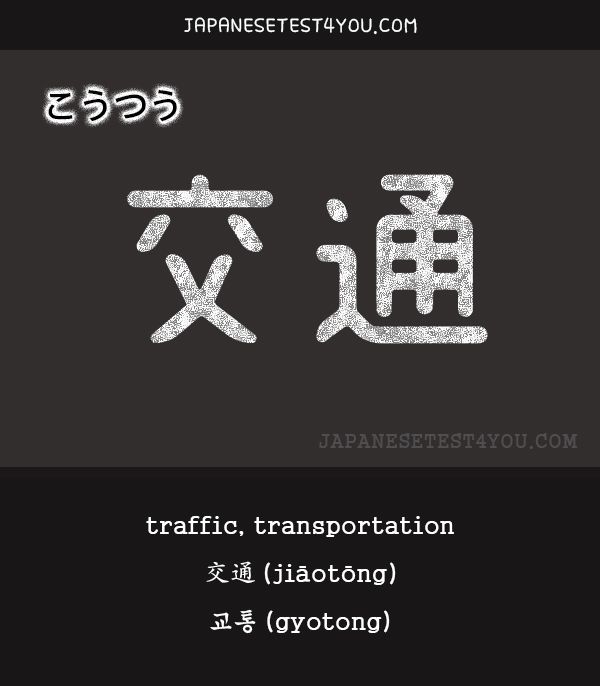 JAPANESETEST4YOU.COM
こうつう
交通
JAPANESETEST4YOU.COM
traffic, transportation
交通 (jiāotōng)
교통 (gyotong)